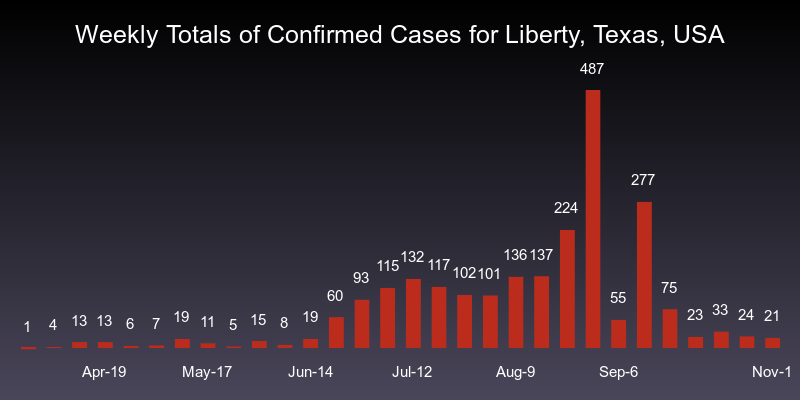 Weekly Totals of Confirmed Cases for Liberty, Texas, USA
1 4 13 13 6 7 19 11 5 15 8 19 60 93 115 132 117 102 101 136 137 224 487 55 277 75 23 33 24 21
Apr-19 May-17 Jun-14 Jul-12 Aug-9 Sep-6 Nov-1